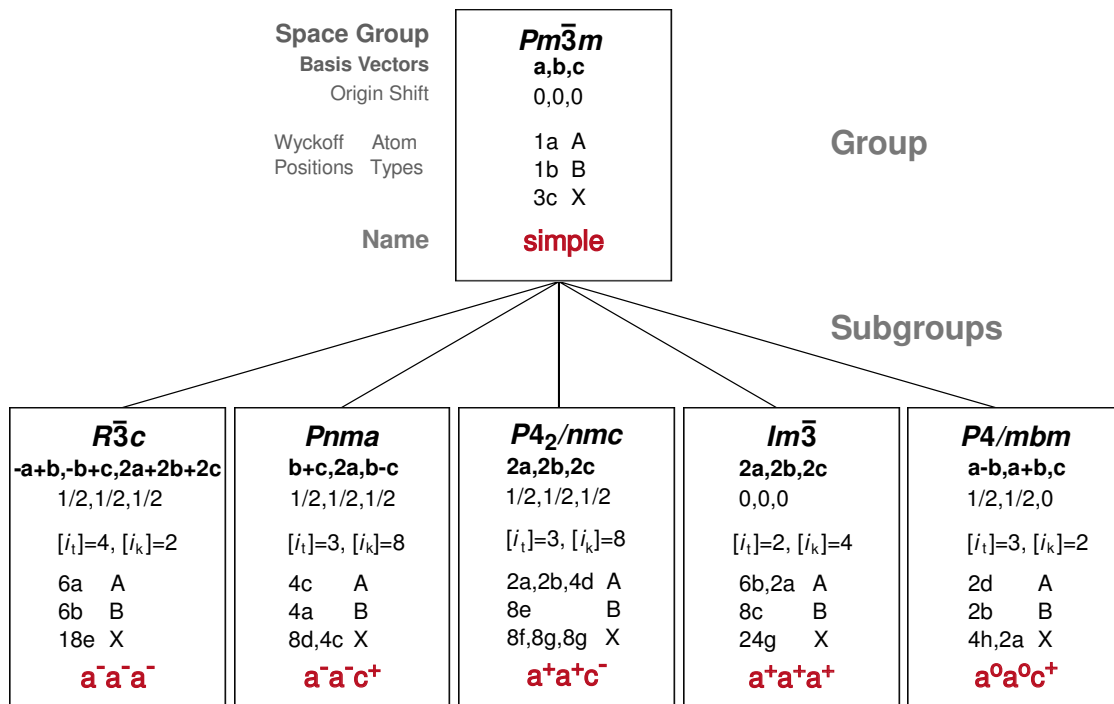 Space Group
Basis Vectors
Origin Shift
Wyckoff Atom
Positions Types
Name
Pm3̅m
a,b,c
0,0,0
1a A
1b B
3c X
simple
Group
Subgroups
R3̅c
-a+b,-b+c,2a+2b+2c
1/2,1/2,1/2
[iₜ]=4, [iₖ]=2
6a A
6b B
18e X
a⁻a⁻a⁻
Pnma
b+c,2a,b-c
1/2,1/2,1/2
[iₜ]=3, [iₖ]=8
4c A
4a B
8d,4c X
a⁻a⁻c⁺
P4₂/nmc
2a,2b,2c
1/2,1/2,1/2
[iₜ]=3, [iₖ]=8
2a,2b,4d A
8e B
8f,8g,8g X
a⁺a⁺c⁻
Im3̅
2a,2b,2c
0,0,0
[iₜ]=2, [iₖ]=4
6b,2a A
8c B
24g X
a⁺a⁺a⁺
P4/mbm
a-b,a+b,c
1/2,1/2,0
[iₜ]=3, [iₖ]=2
2d A
2b B
4h,2a X
a⁰a⁰c⁺